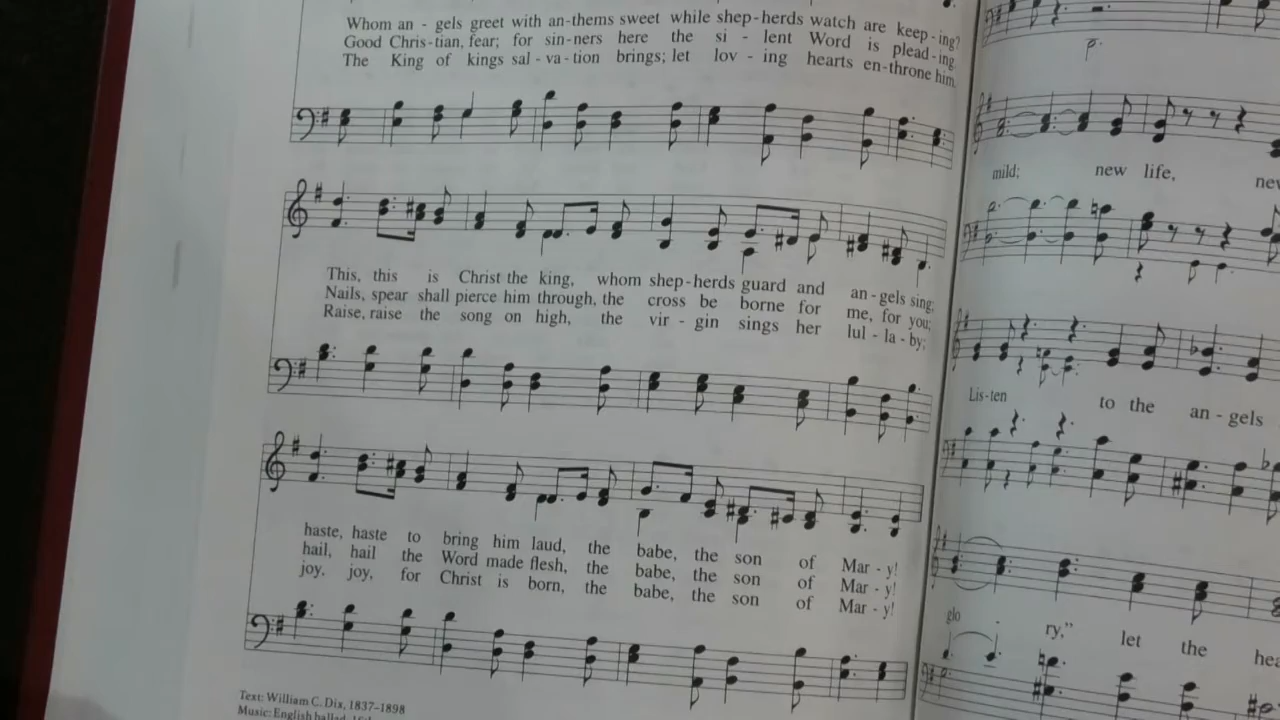 Whom an - gels greet with an-thems sweet while shep-herds watch are keep-ing?
Good Chris-tian, fear; for sin-ners here the si - lent Word is plead-ing.
The King of kings sal - va - tion brings; let lov - ing hearts en-throne him.
This, this is Christ the king, whom shep-herds guard and an-gels sing;
Nails, spear shall pierce him through, the cross be borne for me, for you;
Raise, raise the song on high, the vir - gin sings her lul - la - by;
haste, haste to bring him laud, the babe, the son of Mar - y!
hail, hail the Word made flesh, the babe, the son of Mar - y!
joy, joy, for Christ is born, the babe, the son of Mar - y!
Text: William C. Dix, 1837–1898
Music: English ballad,
mild; new life,
Lis-ten to the an - gels
glo - ry,” let the